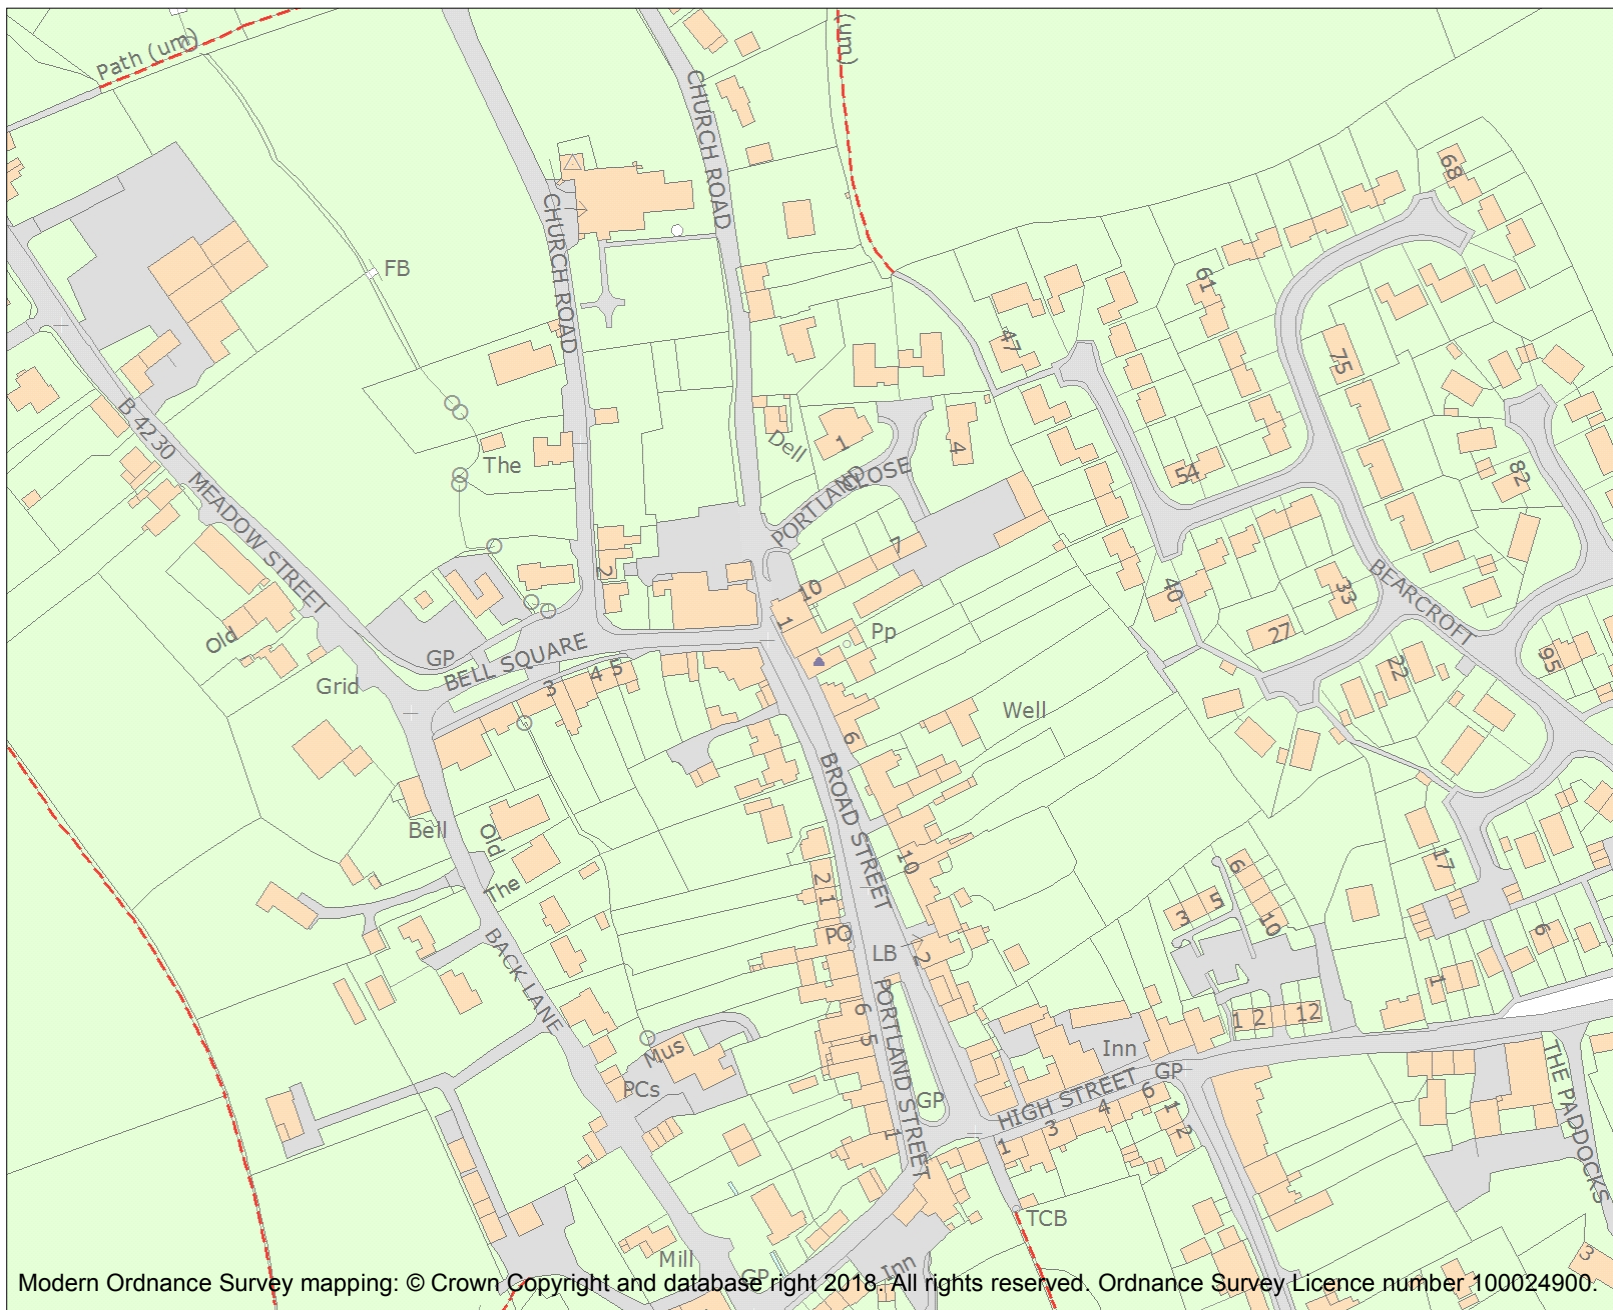 Path (um)
(um)
CHURCH ROAD
CHURCH ROAD
68
FB
61
47
75
B 4230
The
Dell
1
4
54
82
MEADOW STREET
PORTLAND
CLOSE
7
2
10
40
33
BEARCROFT
Old
1
Pp
27
95
GP
BELL SQUARE
Grid
3
4
5
22
Well
6
BROAD STREET
Bell
Old
The
10
17
21
6
3
5
10
6
PO
LB
2
1
BACK LANE
PORTLAND STREET
6
5
1
2
12
Mus
Inn
PCs
GP
GP
HIGH STREET
6
4
3
1
1
2
1
THE PADDOCKS
TCB
Mill
GP
Inn
3
Modern Ordnance Survey mapping: © Crown Copyright and database right 2018. All rights reserved. Ordnance Survey Licence number 100024900.